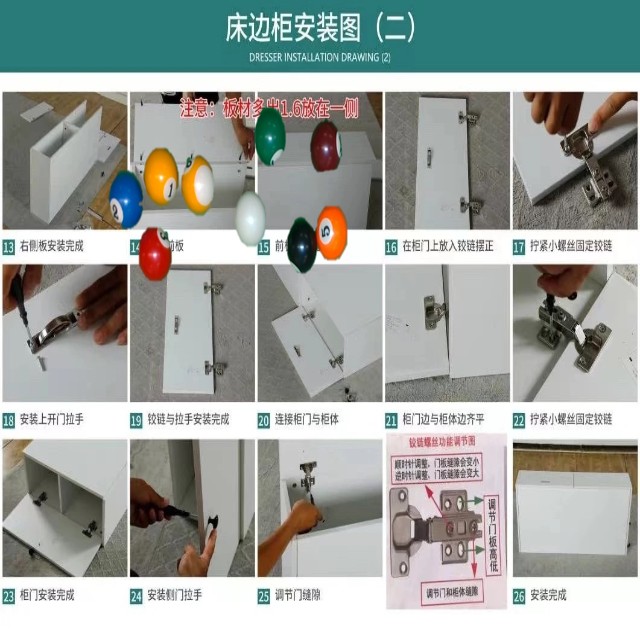 床边柜安装图（二）
DRESSER INSTALLATION DRAWING (2)
注意：板材多出1.6放在一侧
13 右侧板安装完成
14 前板
15 前
16 在柜门上放入铰链摆正
17 拧紧小螺丝固定铰链
18 安装上开门拉手
19 铰链与拉手安装完成
20 连接柜门与柜体
21 柜门边与柜体边齐平
22 拧紧小螺丝固定铰链
铰链螺丝功能调节图
顺时针调整，门板缝隙会变小
逆时针调整，门板缝隙会变大
调节门板高低
调节门和柜体缝隙
23 柜门安装完成
24 安装侧门拉手
25 调节门缝隙
26 安装完成
2
1
5